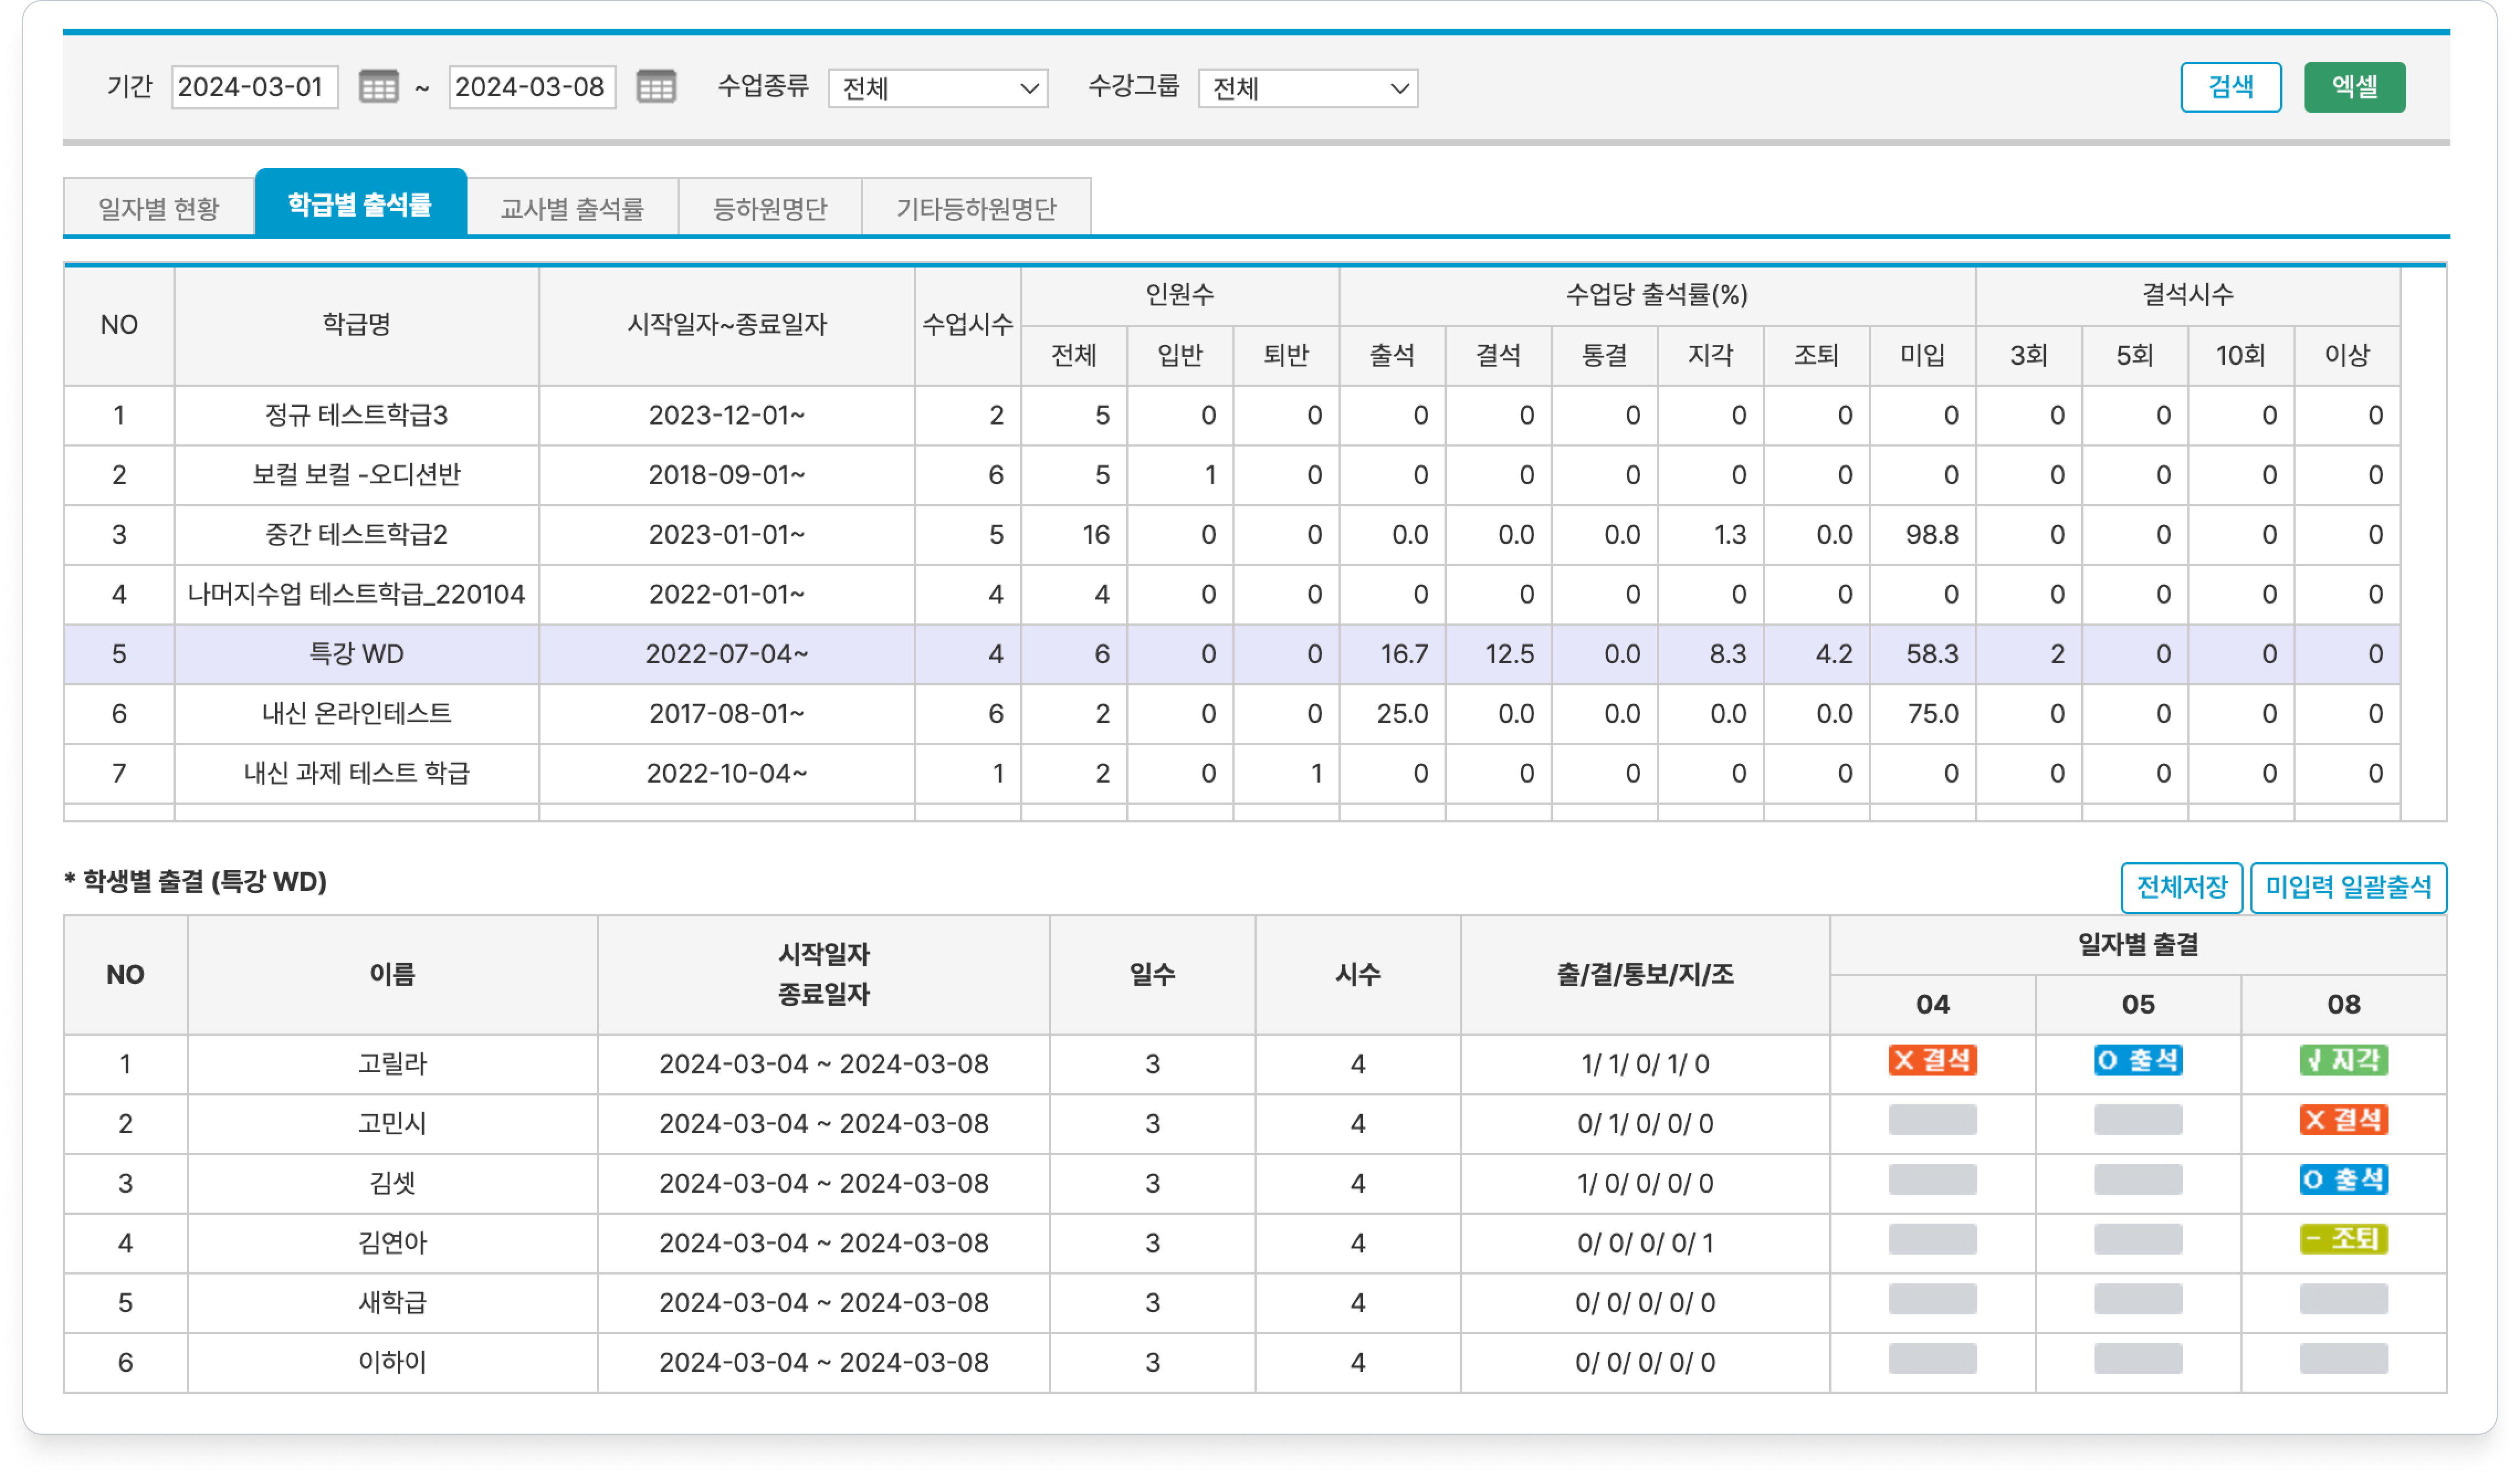 기간 2024-03-01 ~ 2024-03-08 수업종류 전체 수강그룹 전체 검색 엑셀
일자별 현황 학급별 출석률 교사별 출석률 등하원명단 기타등하원명단
NO 학급명 시작일자~종료일자 수업시수 인원수 수업당 출석률(%) 결석시수
전체 입반 퇴반 출석 결석 통결 지각 조퇴 미입 3회 5회 10회 이상
1 정규 테스트학급3 2023-12-01~ 2 5 0 0 0 0 0 0 0 0 0 0 0 0
2 보컬 보컬 -오디션반 2018-09-01~ 6 5 1 0 0 0 0 0 0 0 0 0 0 0
3 중간 테스트학급2 2023-01-01~ 5 16 0 0 0.0 0.0 0.0 1.3 0.0 98.8 0 0 0 0
4 나머지수업 테스트학급_220104 2022-01-01~ 4 4 0 0 0 0 0 0 0 0 0 0 0 0
5 특강 WD 2022-07-04~ 4 6 0 0 16.7 12.5 0.0 8.3 4.2 58.3 2 0 0 0
6 내신 온라인테스트 2017-08-01~ 6 2 0 0 25.0 0.0 0.0 0.0 0.0 75.0 0 0 0 0
7 내신 과제 테스트 학급 2022-10-04~ 1 2 0 1 0 0 0 0 0 0 0 0 0 0
* 학생별 출결 (특강 WD) 전체저장 미입력 일괄출석
NO 이름 시작일자 종료일자 일수 시수 출/결/통보/지/조 일자별 출결
04 05 08
1 고릴라 2024-03-04 ~ 2024-03-08 3 4 1/ 1/ 0/ 1/ 0 X 결석 O 출석 √ 지각
2 고민시 2024-03-04 ~ 2024-03-08 3 4 0/ 1/ 0/ 0/ 0 X 결석
3 김셋 2024-03-04 ~ 2024-03-08 3 4 1/ 0/ 0/ 0/ 0 O 출석
4 김연아 2024-03-04 ~ 2024-03-08 3 4 0/ 0/ 0/ 0/ 1 − 조퇴
5 새학급 2024-03-04 ~ 2024-03-08 3 4 0/ 0/ 0/ 0/ 0
6 이하이 2024-03-04 ~ 2024-03-08 3 4 0/ 0/ 0/ 0/ 0